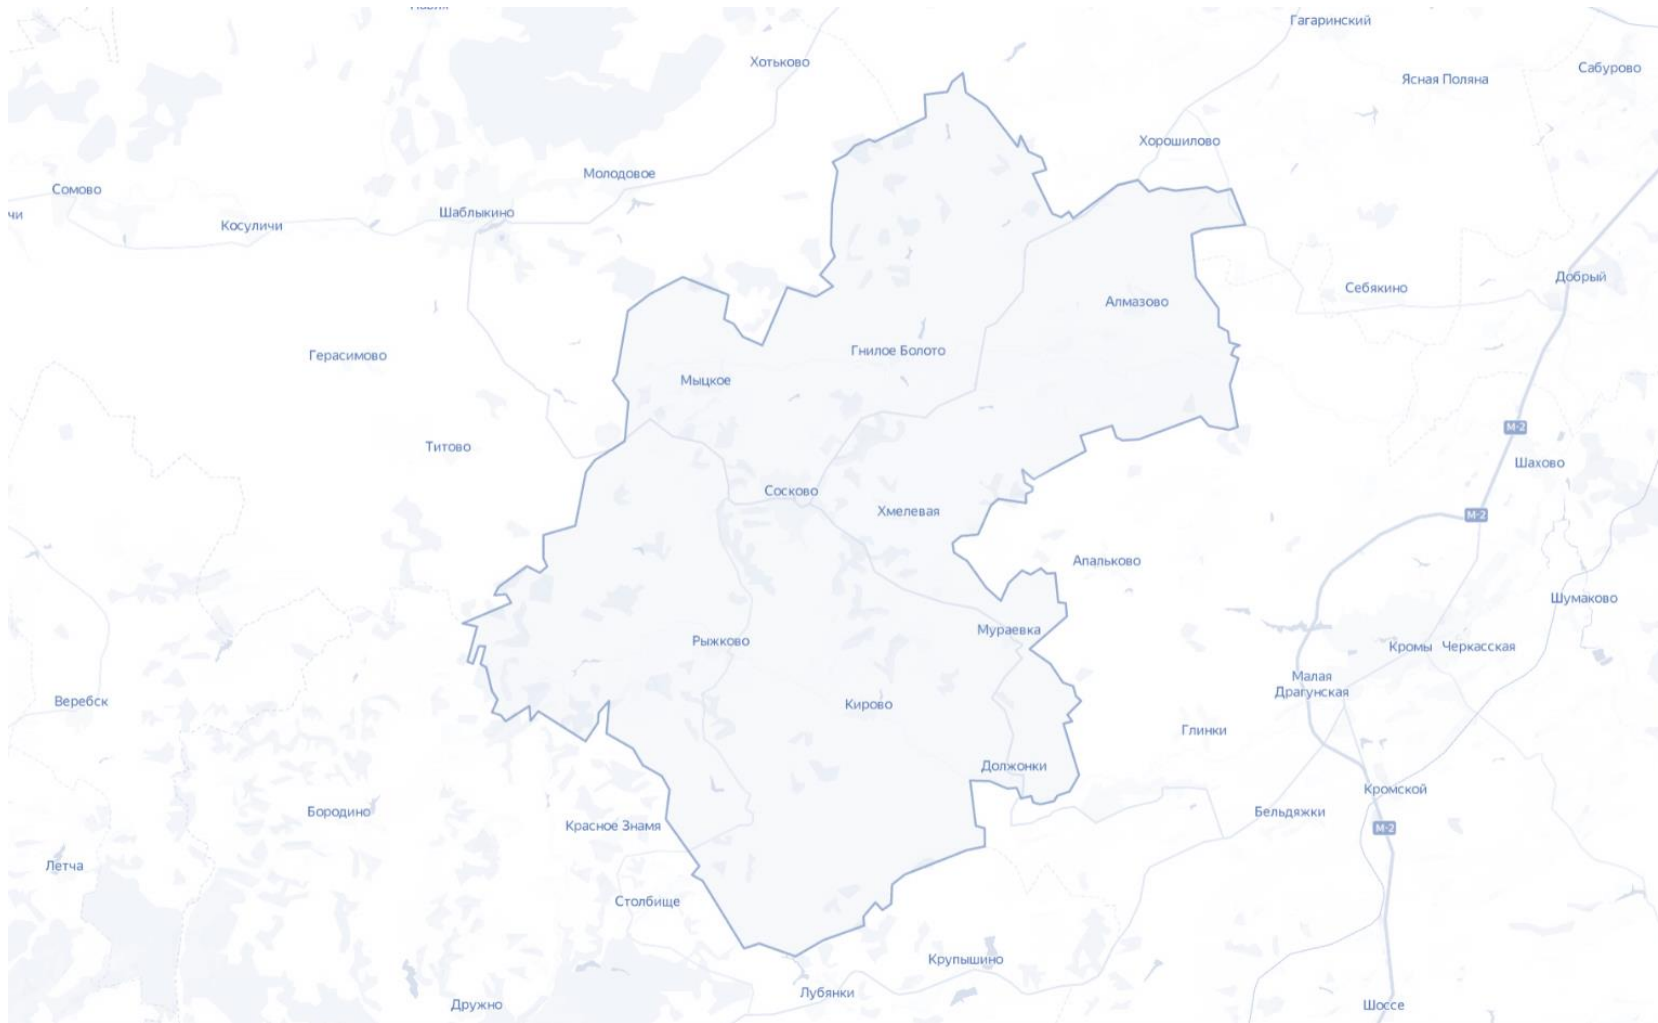 Гагаринский
Хотьково
Сабурово
Ясная Поляна
Хорошилово
Молодовое
Сомово
Шаблыкино
чи
Косуличи
Добрый
Себякино
Алмазово
Гнилое Болото
Герасимово
Мыцкое
М-2
Титово
Шахово
Сосково
Хмелевая
М-2
Апальково
Шумаково
Мураевка
Рыжково
Кромы
Черкасская
Малая
Драгунская
Веребск
Кирово
Глинки
Должонки
Кромской
Бородино
Бельдяжки
Красное Знамя
М-2
Летча
Столбище
Крупышино
Лубянки
Дружно
Шоссе